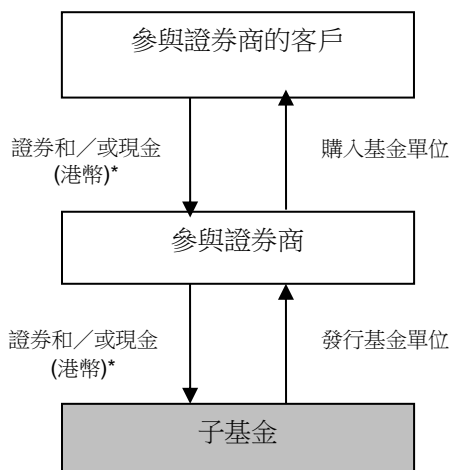 參與證券商的客戶
證券和／或現金
(港幣)*
購入基金單位
參與證券商
證券和／或現金
(港幣)*
發行基金單位
子基金